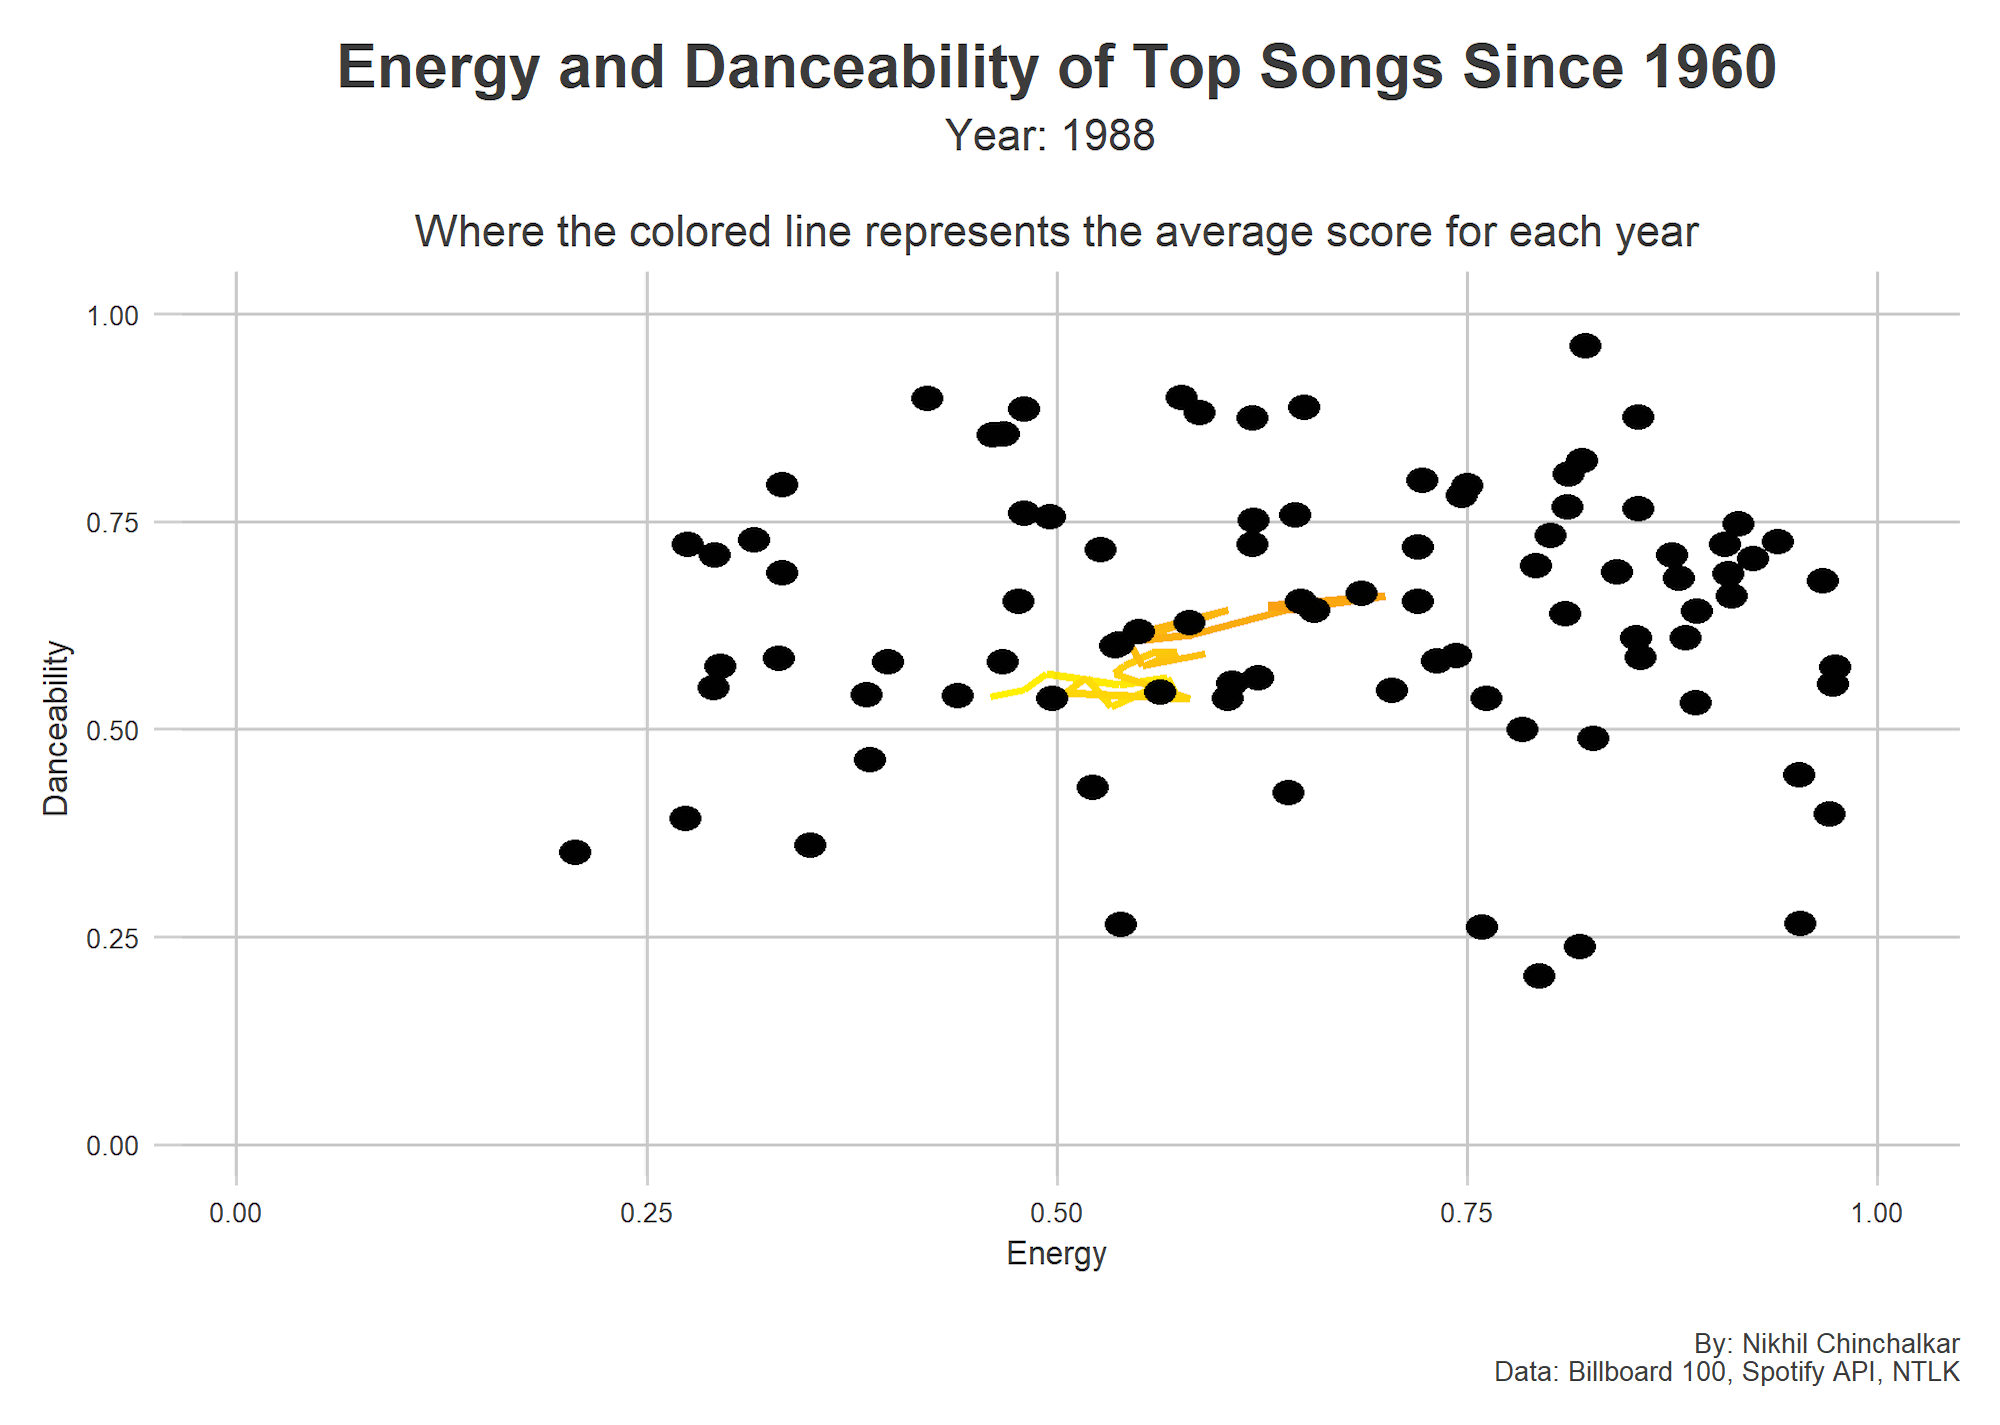 Energy and Danceability of Top Songs Since 1960
Year: 1988
Where the colored line represents the average score for each year
1.00
0.75
0.50
0.25
0.00
Danceability
0.00 0.25 0.50 0.75 1.00
Energy
By: Nikhil Chinchalkar
Data: Billboard 100, Spotify API, NTLK